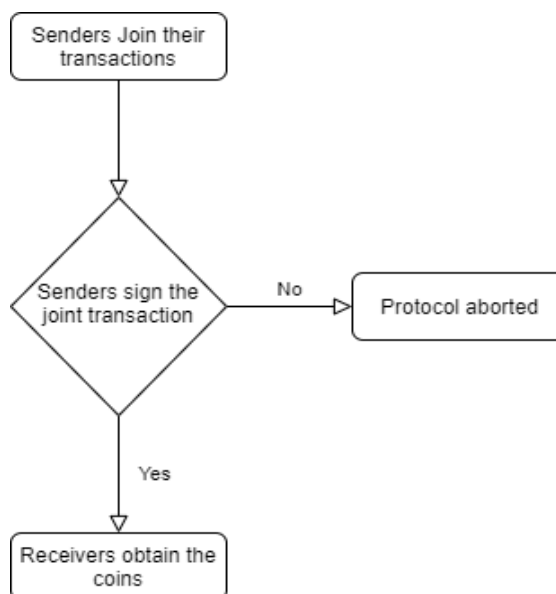 Senders Join their
transactions
Senders sign the
joint transaction
No
Protocol aborted
Yes
Receivers obtain the
coins